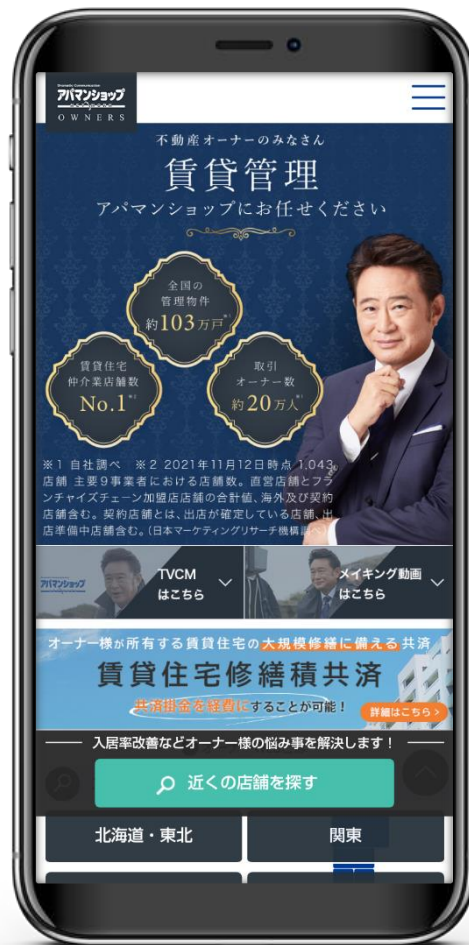 アパマンショップ
OWNERS
不動産オーナーのみなさん
賃貸管理
アパマンショップにお任せください
全国の
管理物件
約103万戸※1
賃貸住宅
仲介業店舗数
No.1※2
取引
オーナー数
約20万人※1
※1 自社調べ ※2 2021年11月12日時点 1,043
店舗 主要9事業者における店舗数。直営店舗とフラ
ンチャイズチェーン加盟店店舗の合計値、海外及び契約
店舗含む。契約店舗とは、出店が確定している店舗、出
店準備中店舗含む。(日本マーケティングリサーチ機構調べ)
アパマンショップ
TVCM
はこちら
メイキング動画
はこちら
オーナー様が所有する賃貸住宅の大規模修繕に備える共済
賃貸住宅修繕積共済
共済掛金を経費にすることが可能！
詳細はこちら >
入居率改善などオーナー様の悩み事を解決します！
近くの店舗を探す
北海道・東北
関東